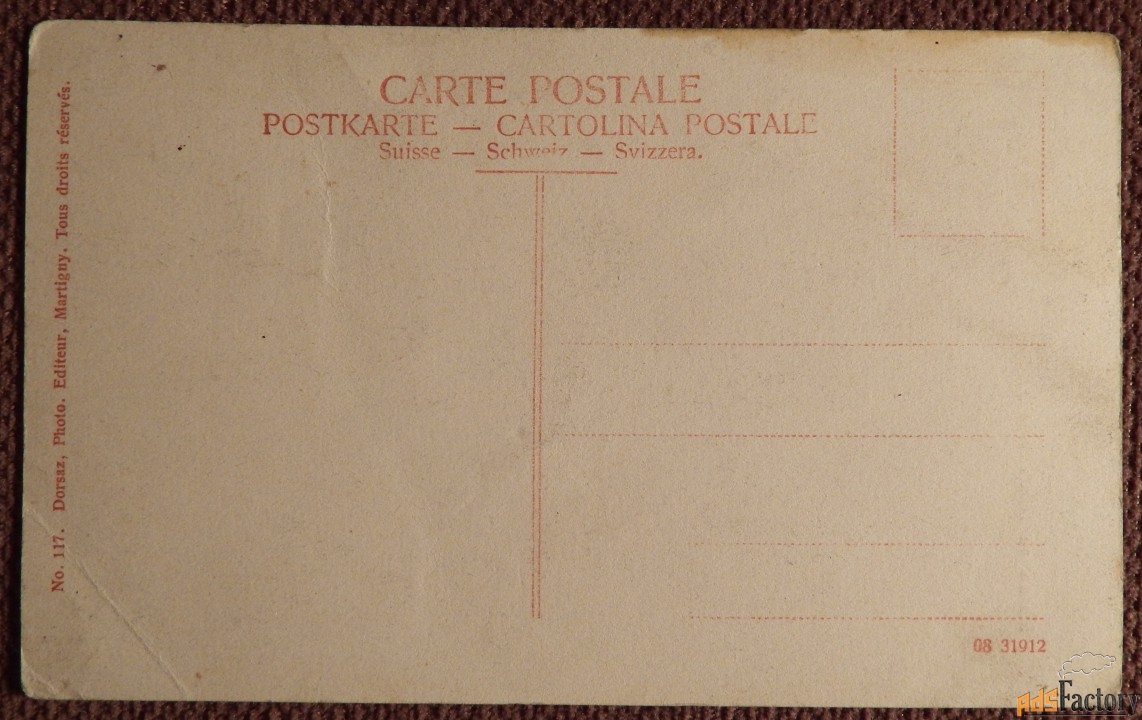 CARTE POSTALE
POSTKARTE — CARTOLINA POSTALE
Suisse — Schweiz — Svizzera.
No. 117. Dorsaz, Photo. Editeur, Martigny. Tous droits réservés.
08 31912
AdsFactory